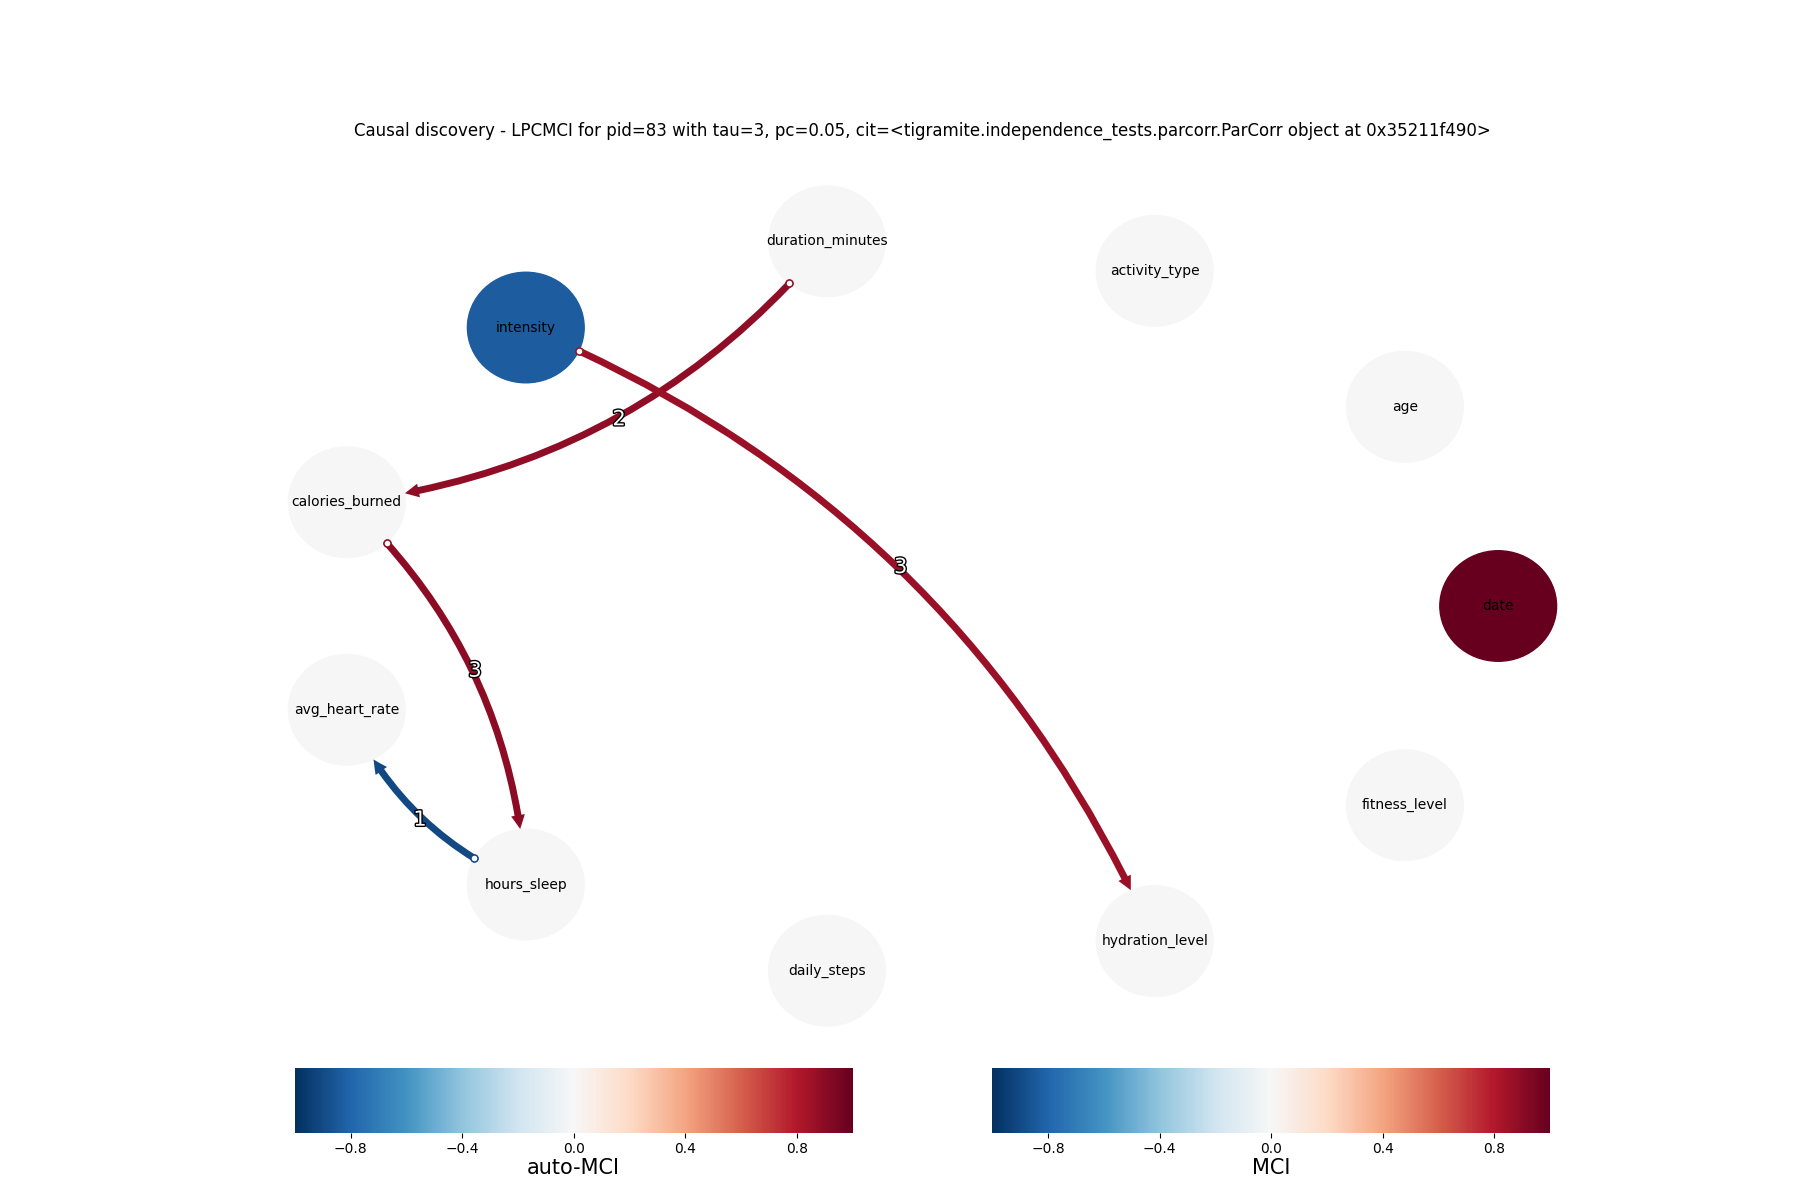 Causal discovery - LPCMCI for pid=83 with tau=3, pc=0.05, cit=<tigramite.independence_tests.parcorr.ParCorr object at 0x35211f490>
duration_minutes
activity_type
intensity
age
2
calories_burned
3
date
3
avg_heart_rate
fitness_level
1
hours_sleep
hydration_level
daily_steps
−0.8 −0.4 0.0 0.4 0.8
auto-MCI
−0.8 −0.4 0.0 0.4 0.8
MCI